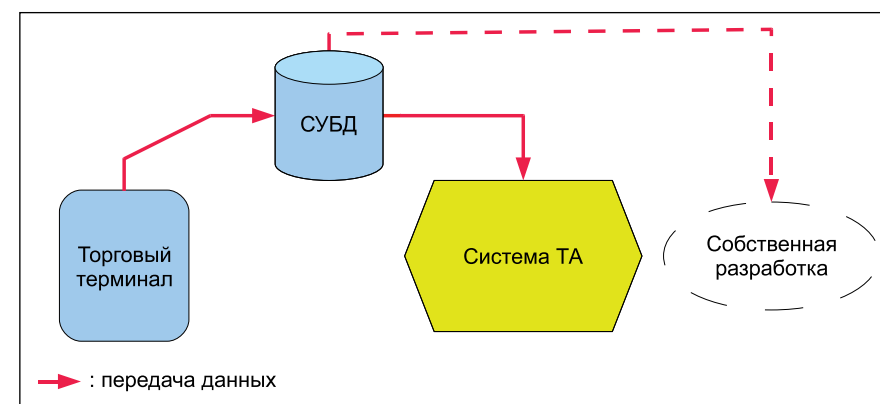 СУБД
Торговый
терминал
Система ТА
Собственная
разработка
: передача данных